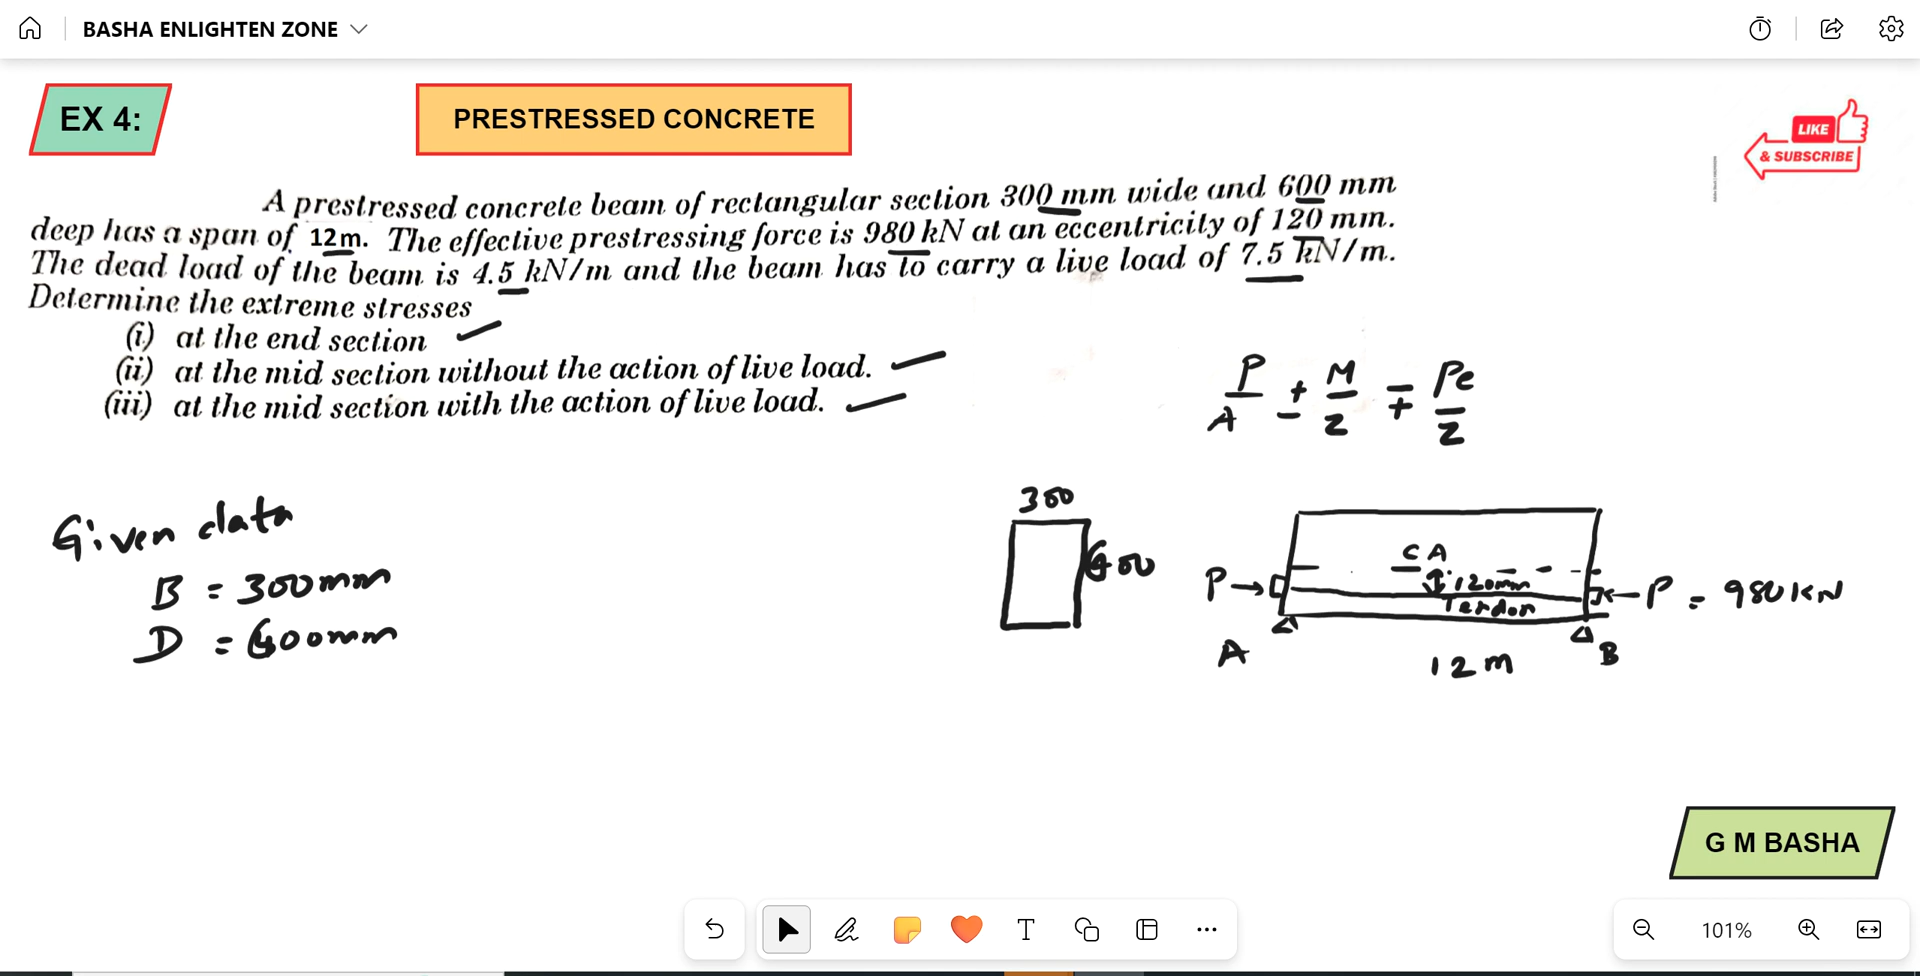 BASHA ENLIGHTEN ZONE
EX 4:
PRESTRESSED CONCRETE
LIKE
& SUBSCRIBE
A prestressed concrete beam of rectangular section 300 mm wide and 600 mm
deep has a span of 12m. The effective prestressing force is 980 kN at an eccentricity of 120 mm.
The dead load of the beam is 4.5 kN/m and the beam has to carry a live load of 7.5 kN/m.
Determine the extreme stresses
(i) at the end section
(ii) at the mid section without the action of live load.
(iii) at the mid section with the action of live load.
P/A ± M/Z ∓ Pe/Z
Given data
B = 300mm
D = 600mm
300
600
CA
120mm
Tendon
P
P = 980 KN
A
12 m
B
G M BASHA
T
101%